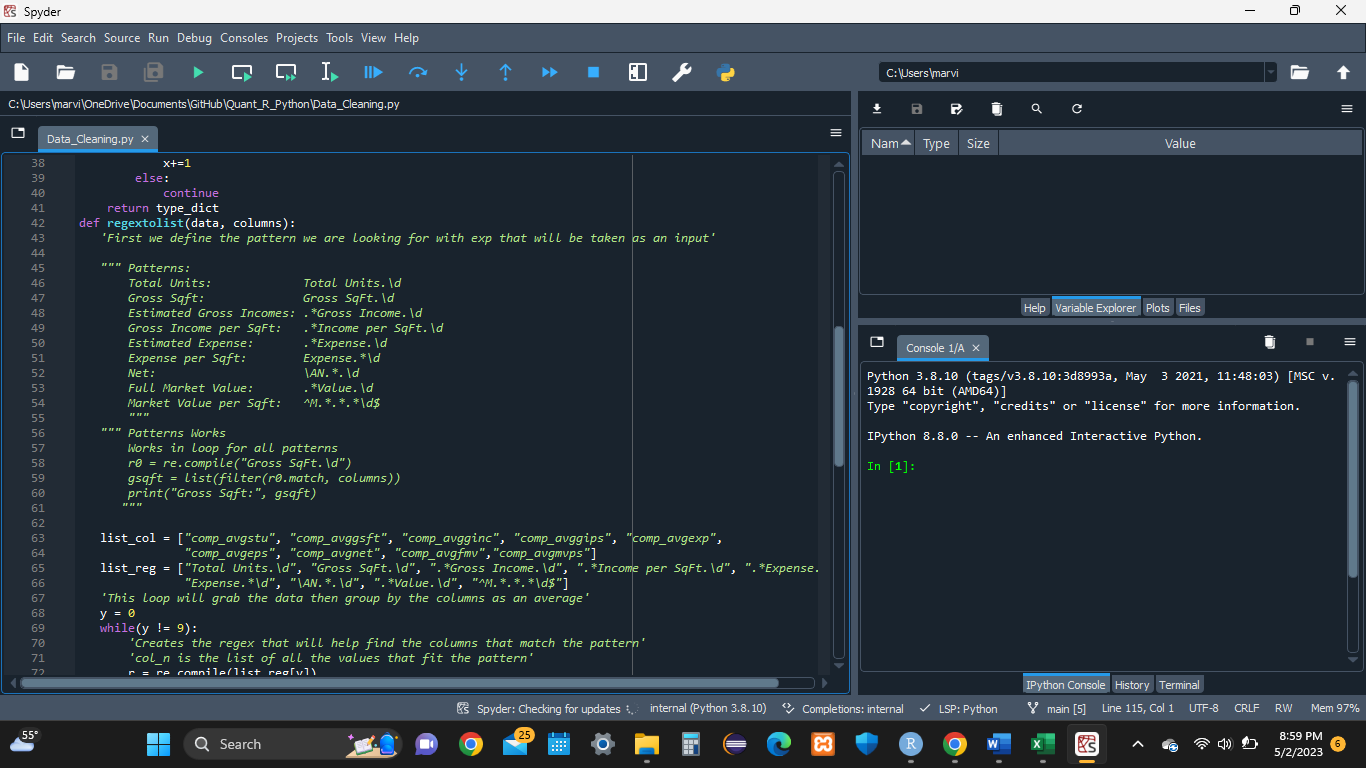 Spyder
File Edit Search Source Run Debug Consoles Projects Tools View Help
C:\Users\marvi
C:\Users\marvi\OneDrive\Documents\GitHub\Quant_R_Python\Data_Cleaning.py
Data_Cleaning.py
38 x+=1
39 else:
40 continue
41 return type_dict
42 def regextolist(data, columns):
43 'First we define the pattern we are looking for with exp that will be taken as an input'
44
45 """ Patterns:
46 Total Units: Total Units.\d
47 Gross Sqft: Gross SqFt.\d
48 Estimated Gross Incomes: .*Gross Income.\d
49 Gross Income per SqFt: .*Income per SqFt.\d
50 Estimated Expense: .*Expense.\d
51 Expense per Sqft: Expense.*\d
52 Net: \AN.*.\d
53 Full Market Value: .*Value.\d
54 Market Value per Sqft: ^M.*.*.*\d$
55 """
56 """ Patterns Works
57 Works in loop for all patterns
58 r0 = re.compile("Gross SqFt.\d")
59 gsqft = list(filter(r0.match, columns))
60 print("Gross Sqft:", gsqft)
61 """
62
63 list_col = ["comp_avgstu", "comp_avggsft", "comp_avgginc", "comp_avggips", "comp_avgexp",
64 "comp_avgeps", "comp_avgnet", "comp_avgfmv","comp_avgmvps"]
65 list_reg = ["Total Units.\d", "Gross SqFt.\d", ".*Gross Income.\d", ".*Income per SqFt.\d", ".*Expense.
66 "Expense.*\d", "\AN.*.\d", ".*Value.\d", "^M.*.*.*\d$"]
67 'This loop will grab the data then group by the columns as an average'
68 y = 0
69 while(y != 9):
70 'Creates the regex that will help find the columns that match the pattern'
71 'col_n is the list of all the values that fit the pattern'
72 r = re.compile(list_reg[y])
Nam Type Size Value
Help Variable Explorer Plots Files
Console 1/A
Python 3.8.10 (tags/v3.8.10:3d8993a, May 3 2021, 11:48:03) [MSC v.
1928 64 bit (AMD64)]
Type "copyright", "credits" or "license" for more information.
IPython 8.8.0 -- An enhanced Interactive Python.
In [1]:
IPython Console History Terminal
Spyder: Checking for updates internal (Python 3.8.10) Completions: internal LSP: Python main [5] Line 115, Col 1 UTF-8 CRLF RW Mem 97%
55°
Search
25
8:59 PM
5/2/2023
6